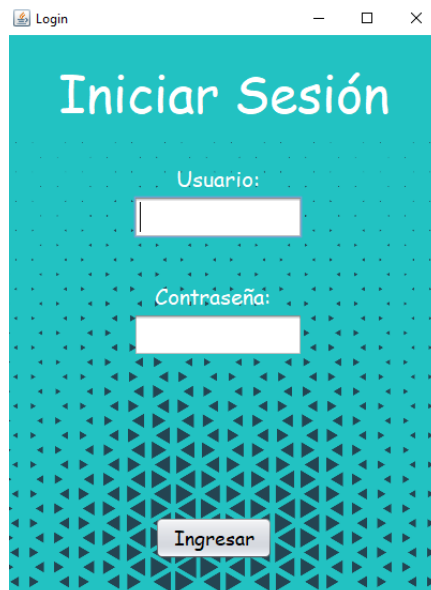 Login
Iniciar Sesión
Usuario:
Contraseña:
Ingresar